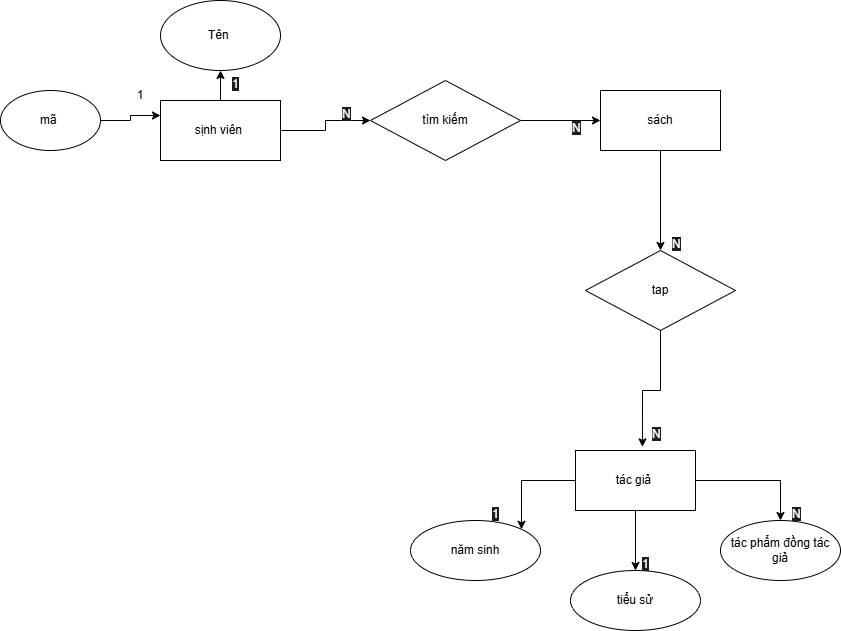 Tên
1
1
mã
sịnh viên
N
tìm kiếm
N
sách
N
tap
N
tác giả
1
năm sinh
1
tiểu sử
N
tác phẩm đồng tác
giả